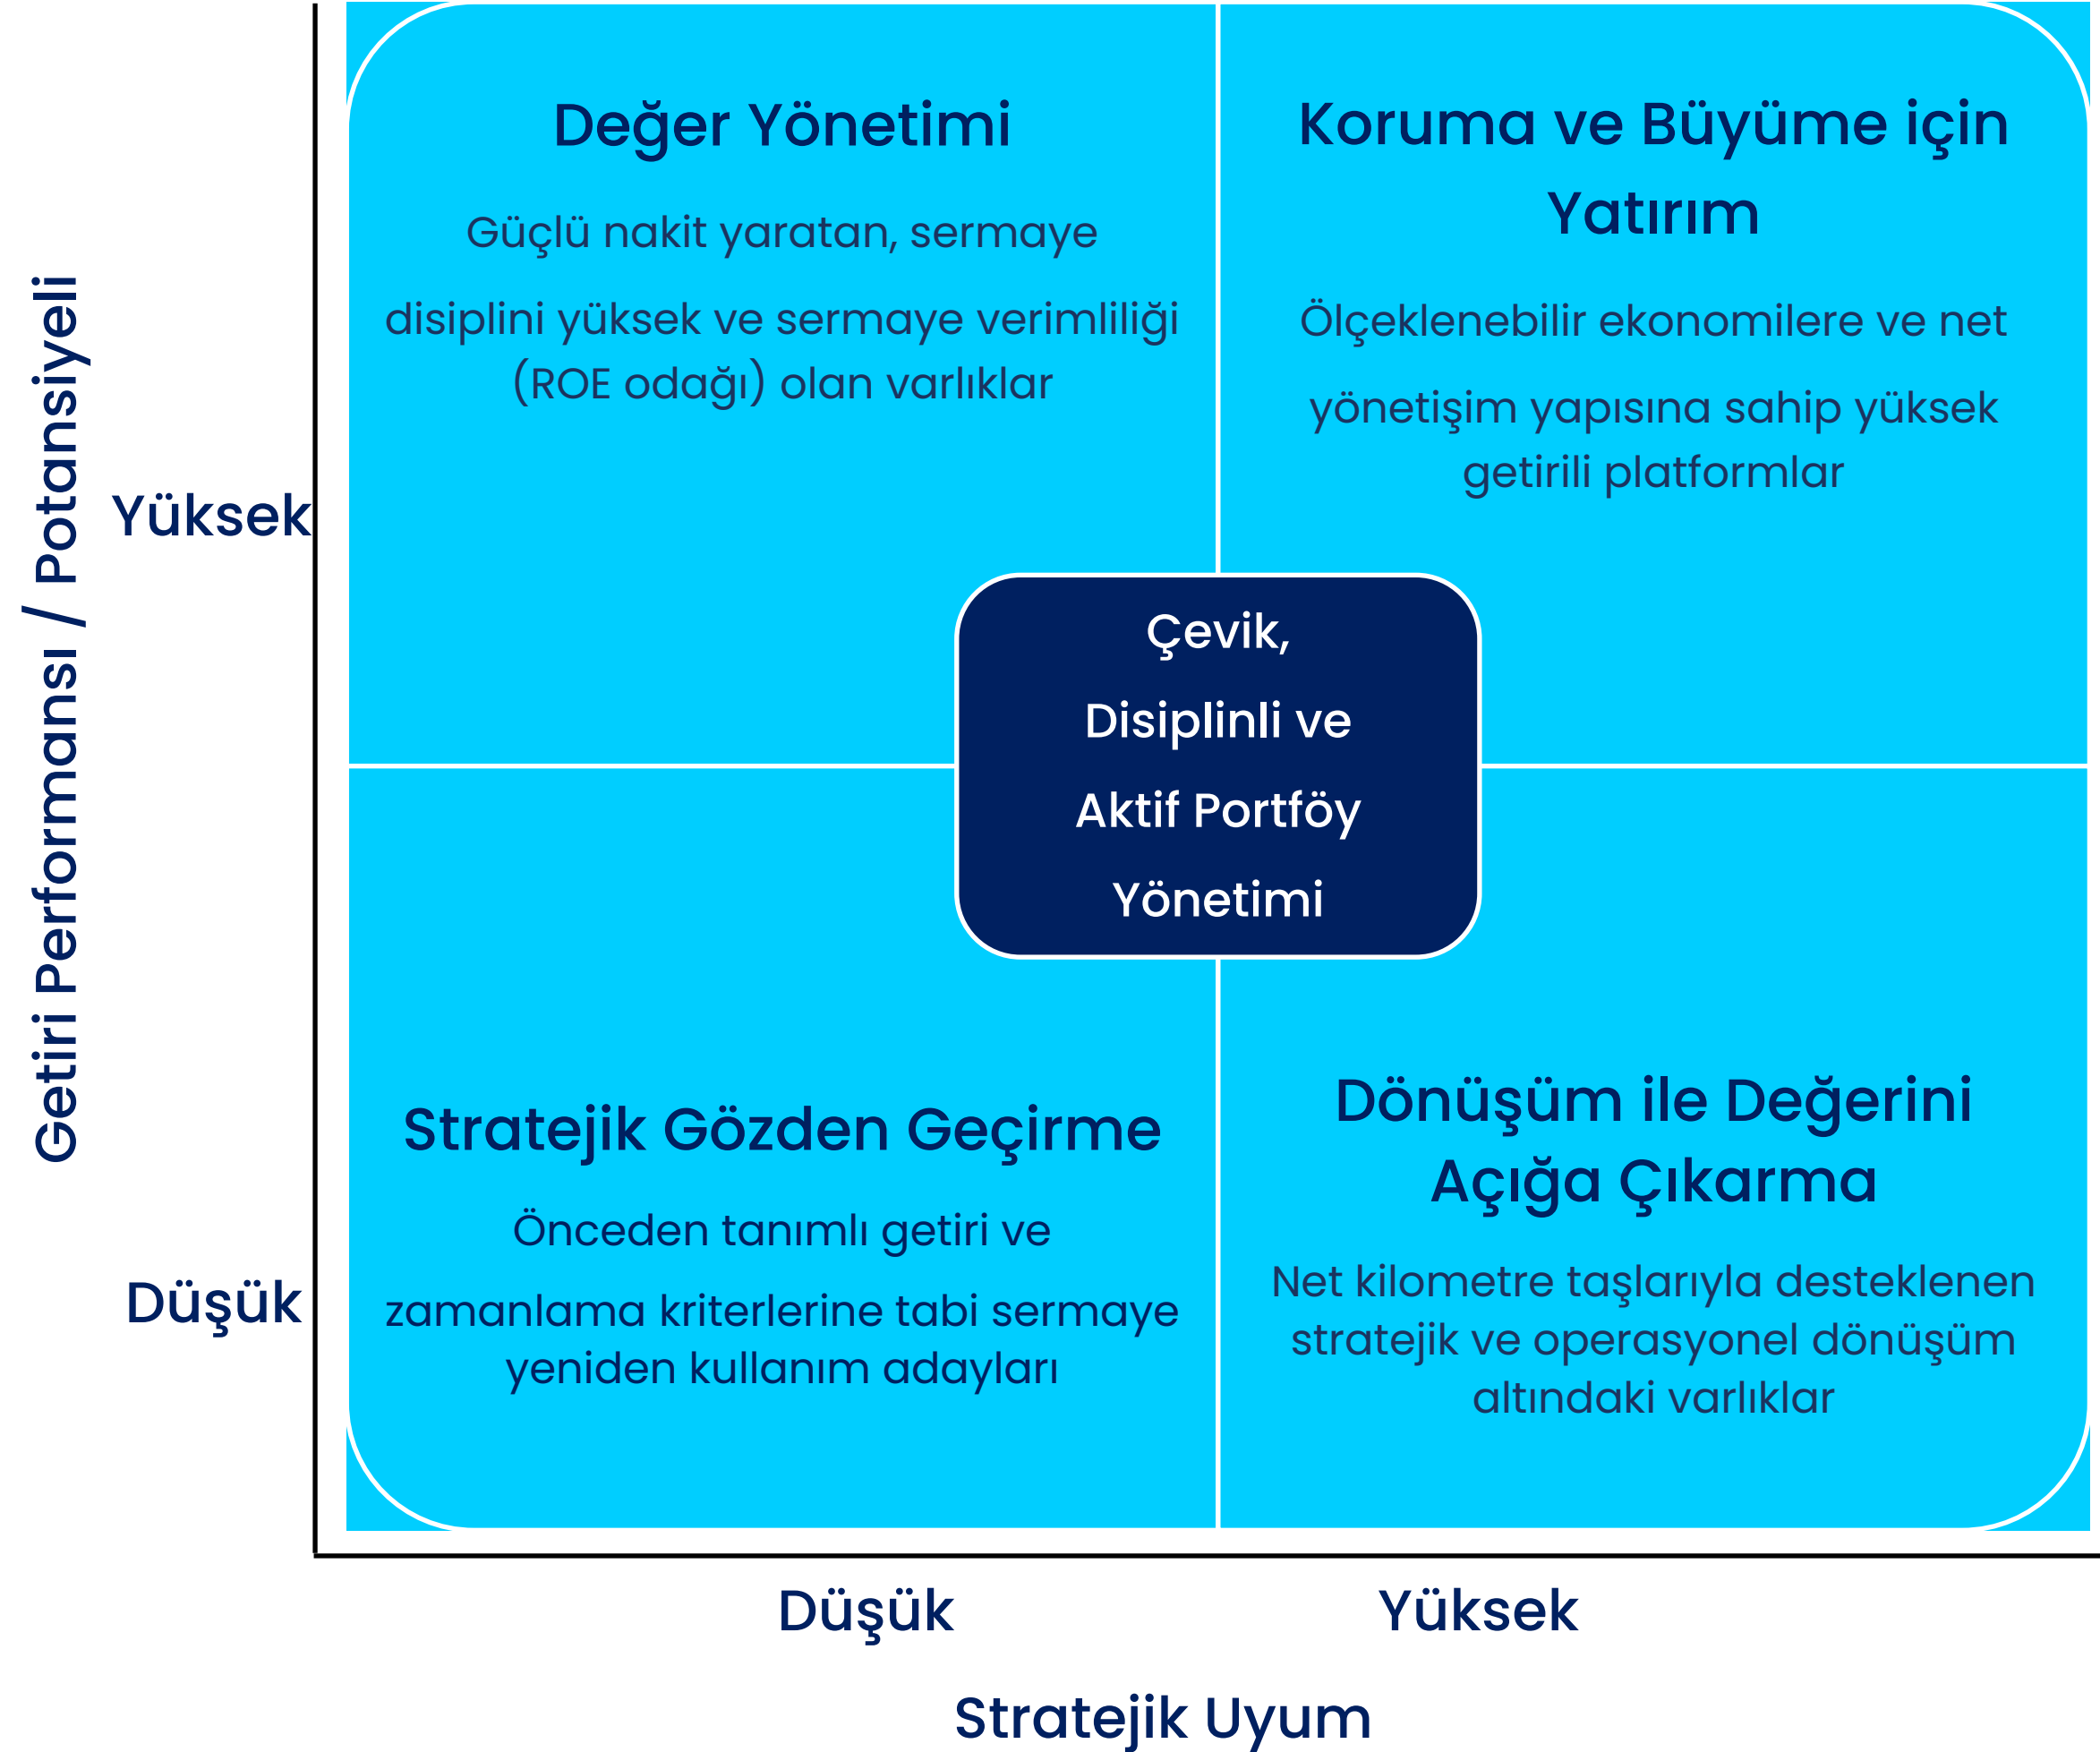 Getiri Performansı / Potansiyeli
Yüksek
Düşük
Değer Yönetimi
Güçlü nakit yaratan, sermaye
disiplini yüksek ve sermaye verimliliği
(ROE odağı) olan varlıklar
Koruma ve Büyüme için
Yatırım
Ölçeklenebilir ekonomilere ve net
yönetişim yapısına sahip yüksek
getirili platformlar
Çevik,
Disiplinli ve
Aktif Portföy
Yönetimi
Stratejik Gözden Geçirme
Önceden tanımlı getiri ve
zamanlama kriterlerine tabi sermaye
yeniden kullanım adayları
Dönüşüm ile Değerini
Açığa Çıkarma
Net kilometre taşlarıyla desteklenen
stratejik ve operasyonel dönüşüm
altındaki varlıklar
Düşük
Yüksek
Stratejik Uyum